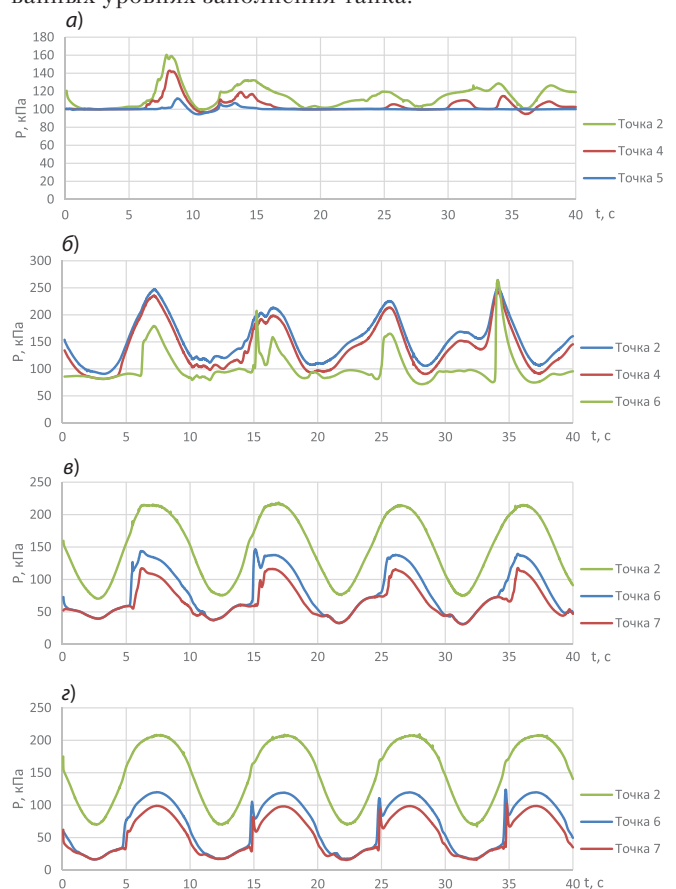 ванных уровнях заполнения танка.
а)
180
160
140
120
100
80
60
40
20
0
P, кПа
0 5 10 15 20 25 30 35 40
t, с
Точка 2
Точка 4
Точка 5
б)
300
250
200
150
100
50
0
P, кПа
0 5 10 15 20 25 30 35 40
t, с
Точка 2
Точка 4
Точка 6
в)
250
200
150
100
50
0
P, кПа
0 5 10 15 20 25 30 35 40
t, с
Точка 2
Точка 6
Точка 7
г)
250
200
150
100
50
0
P, кПа
0 5 10 15 20 25 30 35 40
t, с
Точка 2
Точка 6
Точка 7